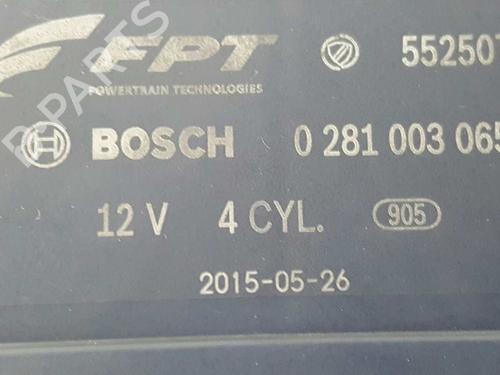 FPT 552507
POWERTRAIN TECHNOLOGIES
BOSCH 0 281 003 065
12 V 4 CYL. 905
2015-05-26